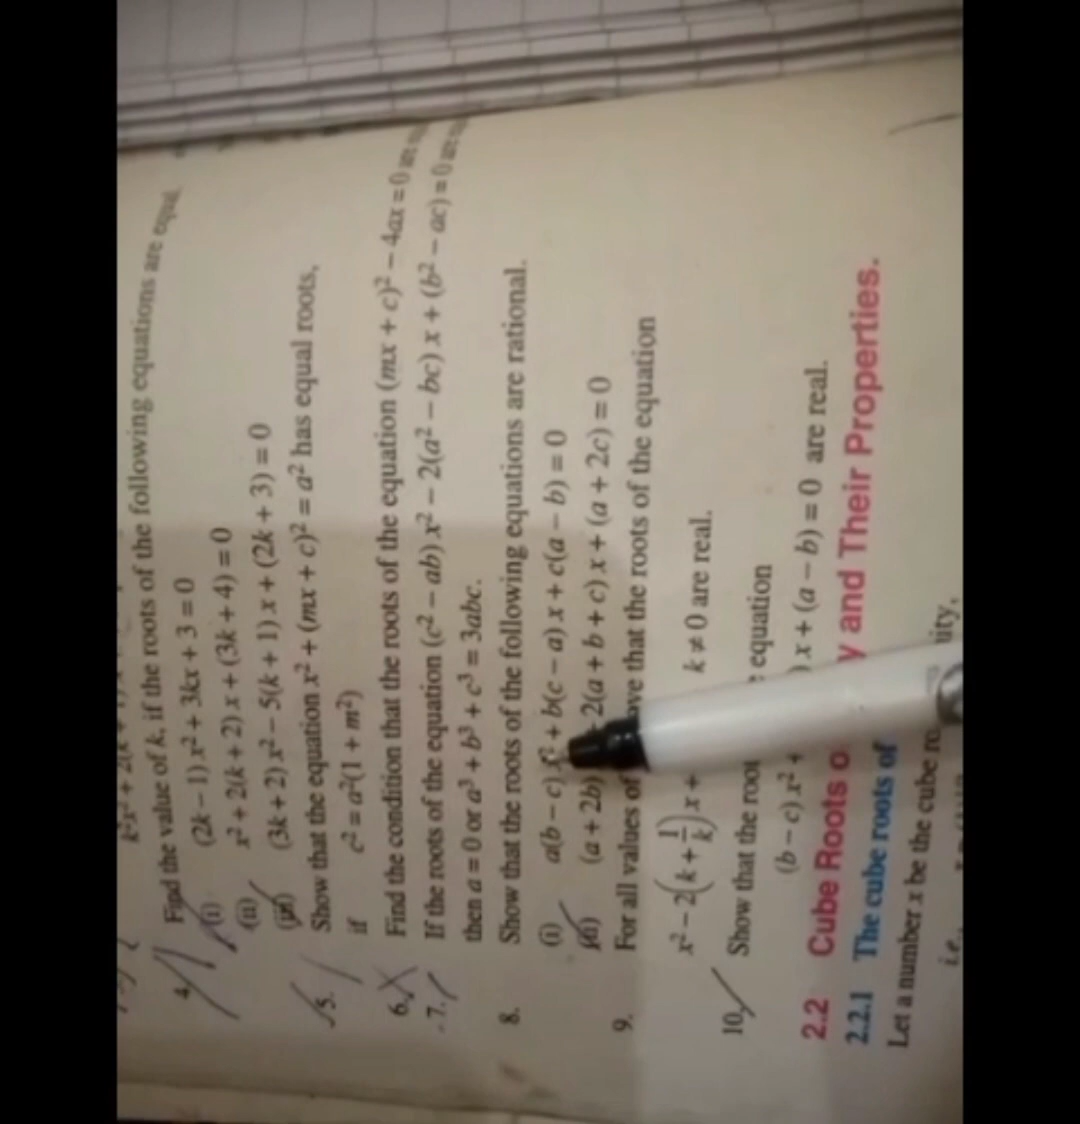 4. Find the value of k, if the roots of the following equations are equal.
(i) (2k – 1) x² + 3kx + 3 = 0
(ii) x² + 2(k + 2) x + (3k + 4) = 0
(iii) (3k + 2) x² – 5(k + 1) x + (2k + 3) = 0
5. Show that the equation x² + (mx + c)² = a² has equal roots,
if c² = a²(1 + m²)
6. Find the condition that the roots of the equation (mx + c)² – 4ax = 0 are
7. If the roots of the equation (c² – ab) x² – 2(a² – bc) x + (b² – ac) = 0 are
then a = 0 or a³ + b³ + c³ = 3abc.
8. Show that the roots of the following equations are rational.
(i) a(b – c) x² + b(c – a) x + c(a – b) = 0
(ii) (a + 2b) 2(a + b + c) x + (a + 2c) = 0
9. For all values of that the roots of the equation
x² – 2(k + 1/k) x + k ≠ 0 are real.
10. Show that the equation
(b – c) x² + ) x + (a – b) = 0 are real.
2.2 Cube Roots o y and Their Properties.
2.2.1 The cube roots of
Let a number x be the cube ity,
i.e.,